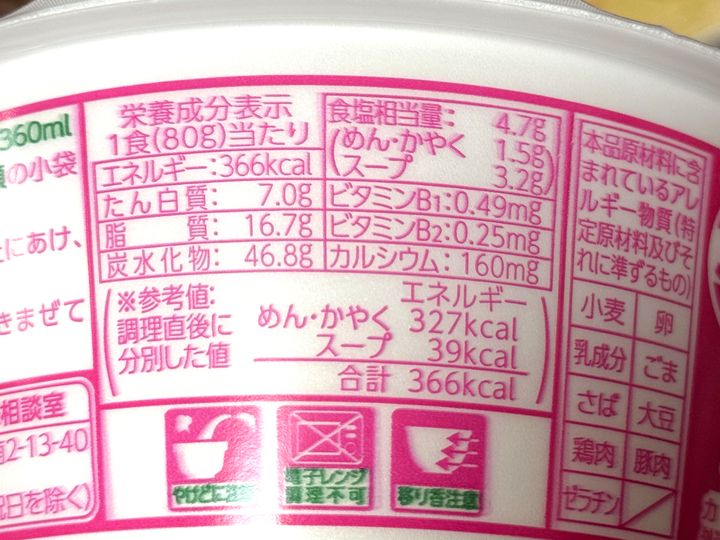 360ml
の小袋
にあけ、
きまぜて
相談室
2-13-40
日を除く)
栄養成分表示
1食(80g)当たり
エネルギー:366kcal
たん白質: 7.0g
脂質: 16.7g
炭水化物: 46.8g
食塩相当量: 4.7g
(めん・かやく 1.5g
スープ 3.2g)
ビタミンB1:0.49mg
ビタミンB2:0.25mg
カルシウム: 160mg
(※参考値:
調理直後に
分別した値
エネルギー
めん・かやく 327kcal
スープ 39kcal
合計 366kcal)
やけどに注意
電子レンジ
調理不可
移り香注意
本品原材料に含
まれているアレ
ルギー物質(特
定原材料及びそ
れに準ずるもの)
小麦 卵
乳成分 ごま
さば 大豆
鶏肉 豚肉
ゼラチン